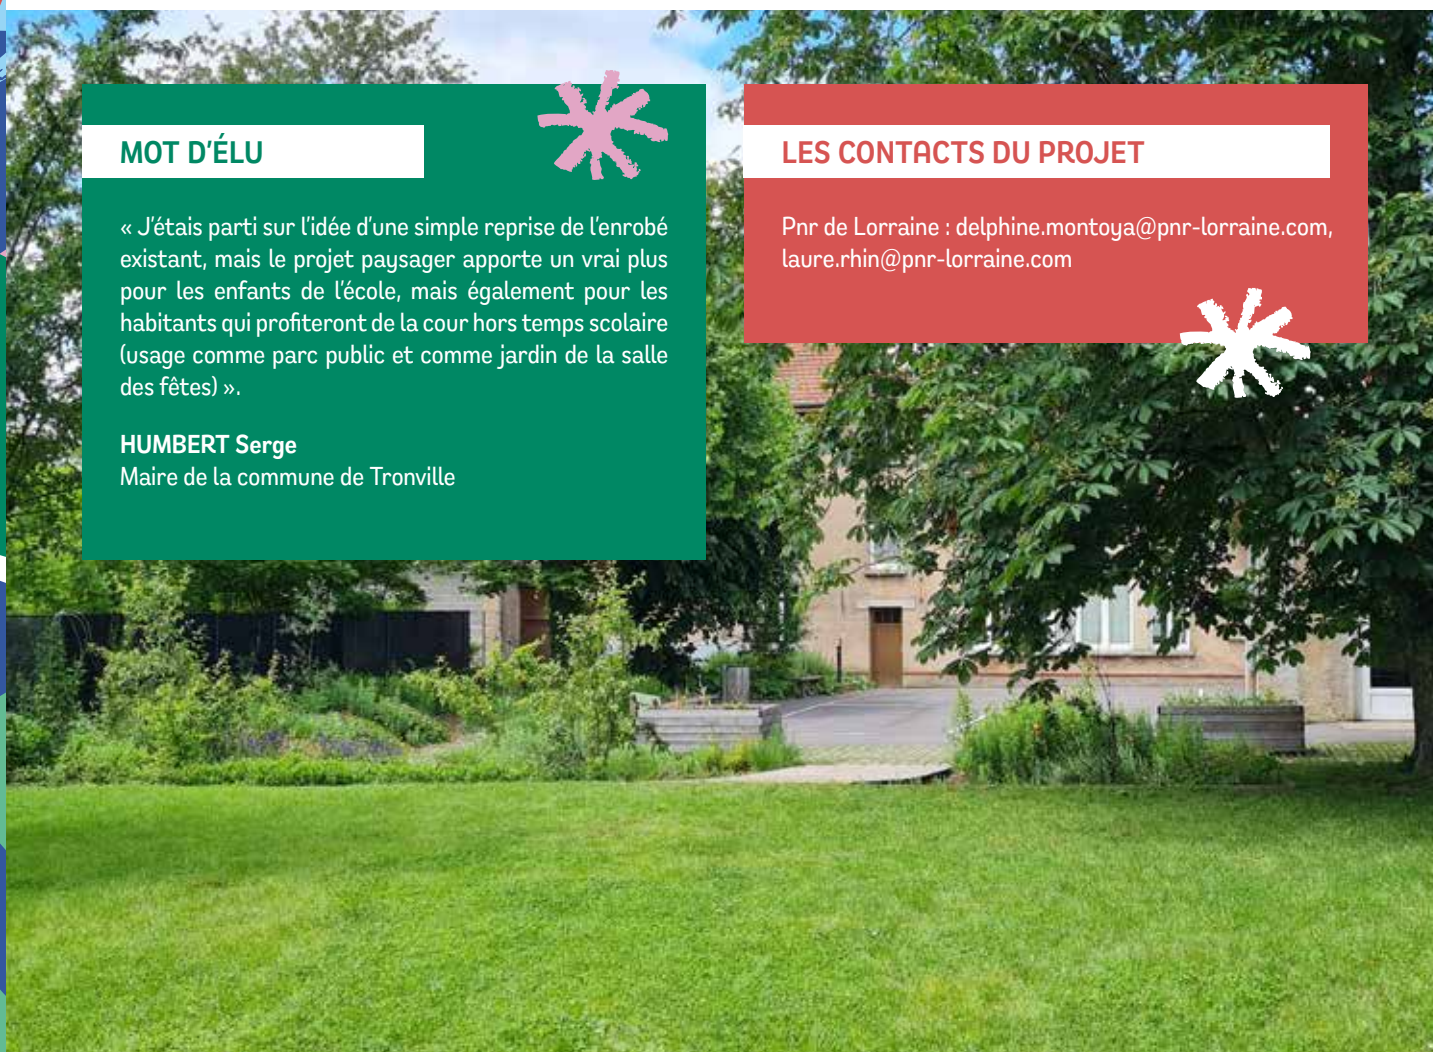 MOT D'ÉLU
« J'étais parti sur l'idée d'une simple reprise de l'enrobé
existant, mais le projet paysager apporte un vrai plus
pour les enfants de l'école, mais également pour les
habitants qui profiteront de la cour hors temps scolaire
(usage comme parc public et comme jardin de la salle
des fêtes) ».
HUMBERT Serge
Maire de la commune de Tronville
LES CONTACTS DU PROJET
Pnr de Lorraine : delphine.montoya@pnr-lorraine.com,
laure.rhin@pnr-lorraine.com